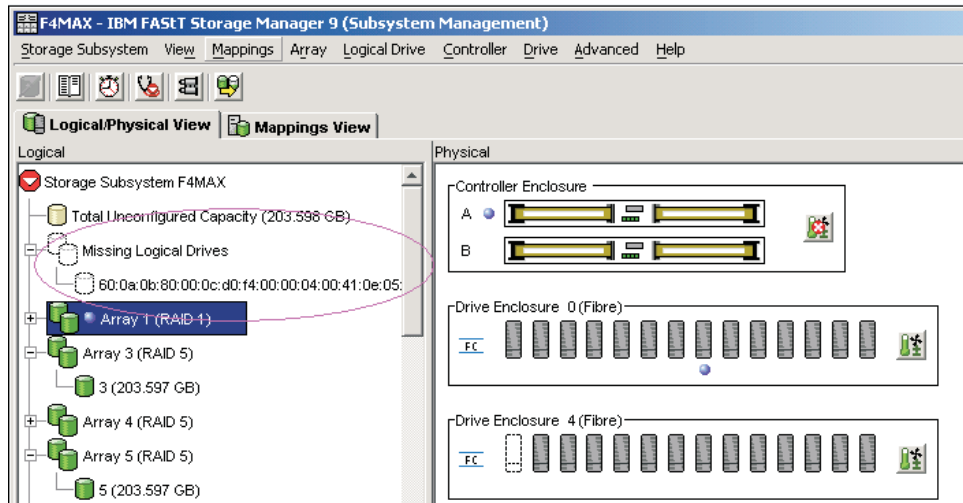 F4MAX - IBM FAStT Storage Manager 9 (Subsystem Management)
Storage Subsystem View Mappings Array Logical Drive Controller Drive Advanced Help
Logical/Physical View Mappings View
Logical
Storage Subsystem F4MAX
Total Unconfigured Capacity (203.598 GB)
Missing Logical Drives
60:0a:0b:80:00:0c:d0:f4:00:00:04:00:41:0e:05:
Array 1 (RAID 1)
Array 3 (RAID 5)
3 (203.597 GB)
Array 4 (RAID 5)
Array 5 (RAID 5)
5 (203.597 GB)
Physical
Controller Enclosure
A
B
Drive Enclosure 0 (Fibre)
FC
Drive Enclosure 4 (Fibre)
FC